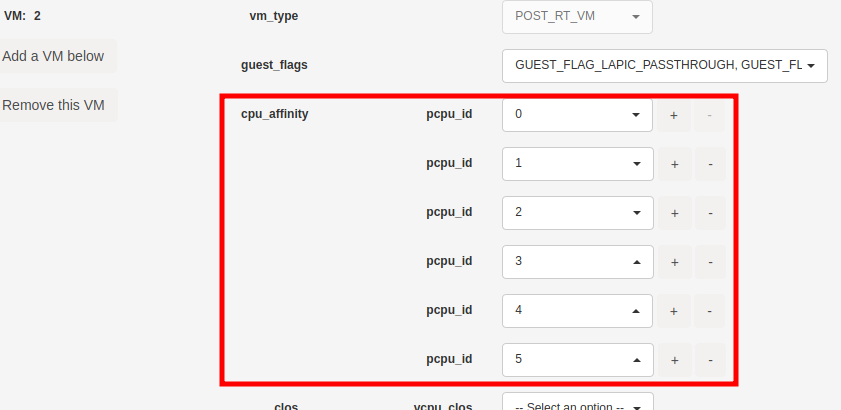 VM: 2
vm_type
POST_RT_VM
Add a VM below
guest_flags
GUEST_FLAG_LAPIC_PASSTHROUGH, GUEST_FL
Remove this VM
cpu_affinity
pcpu_id
0
+
-
pcpu_id
1
+
-
pcpu_id
2
+
-
pcpu_id
3
+
-
pcpu_id
4
+
-
pcpu_id
5
+
-
clos
vcpu_clos
-- Select an option --